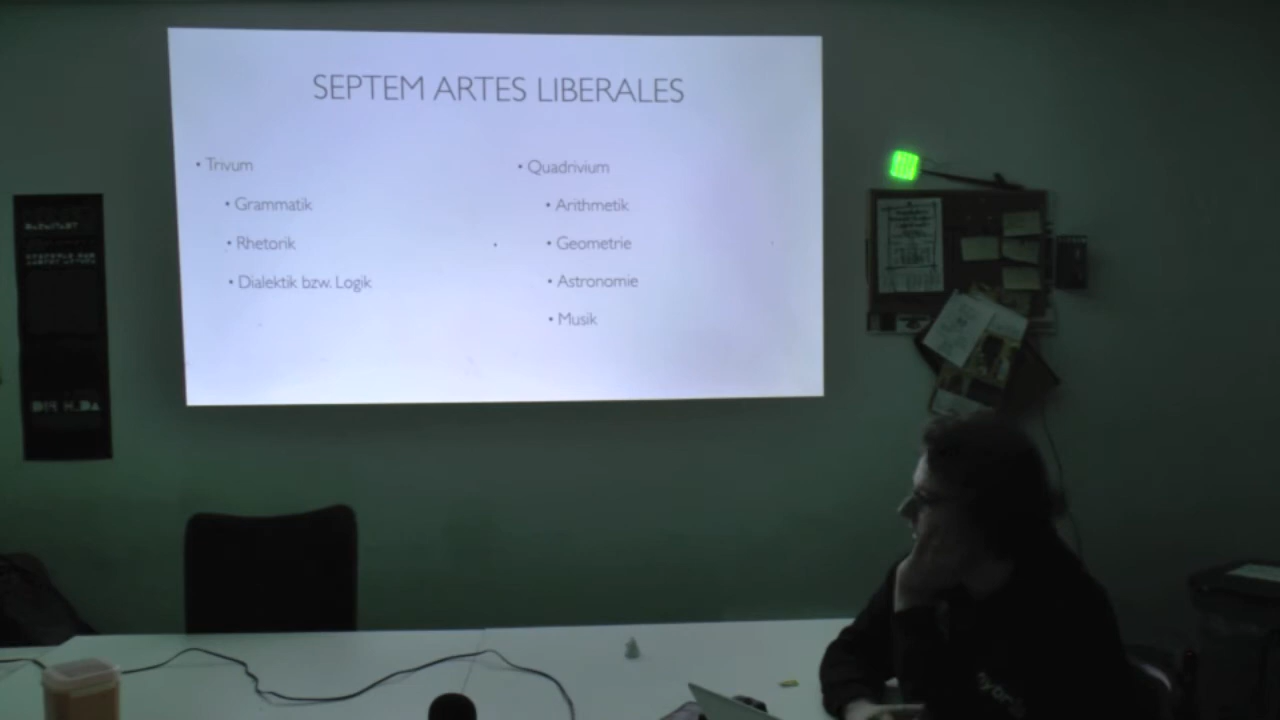 SEPTEM ARTES LIBERALES
• Trivum
• Grammatik
• Rhetorik
• Dialektik bzw. Logik
• Quadrivium
• Arithmetik
• Geometrie
• Astronomie
• Musik